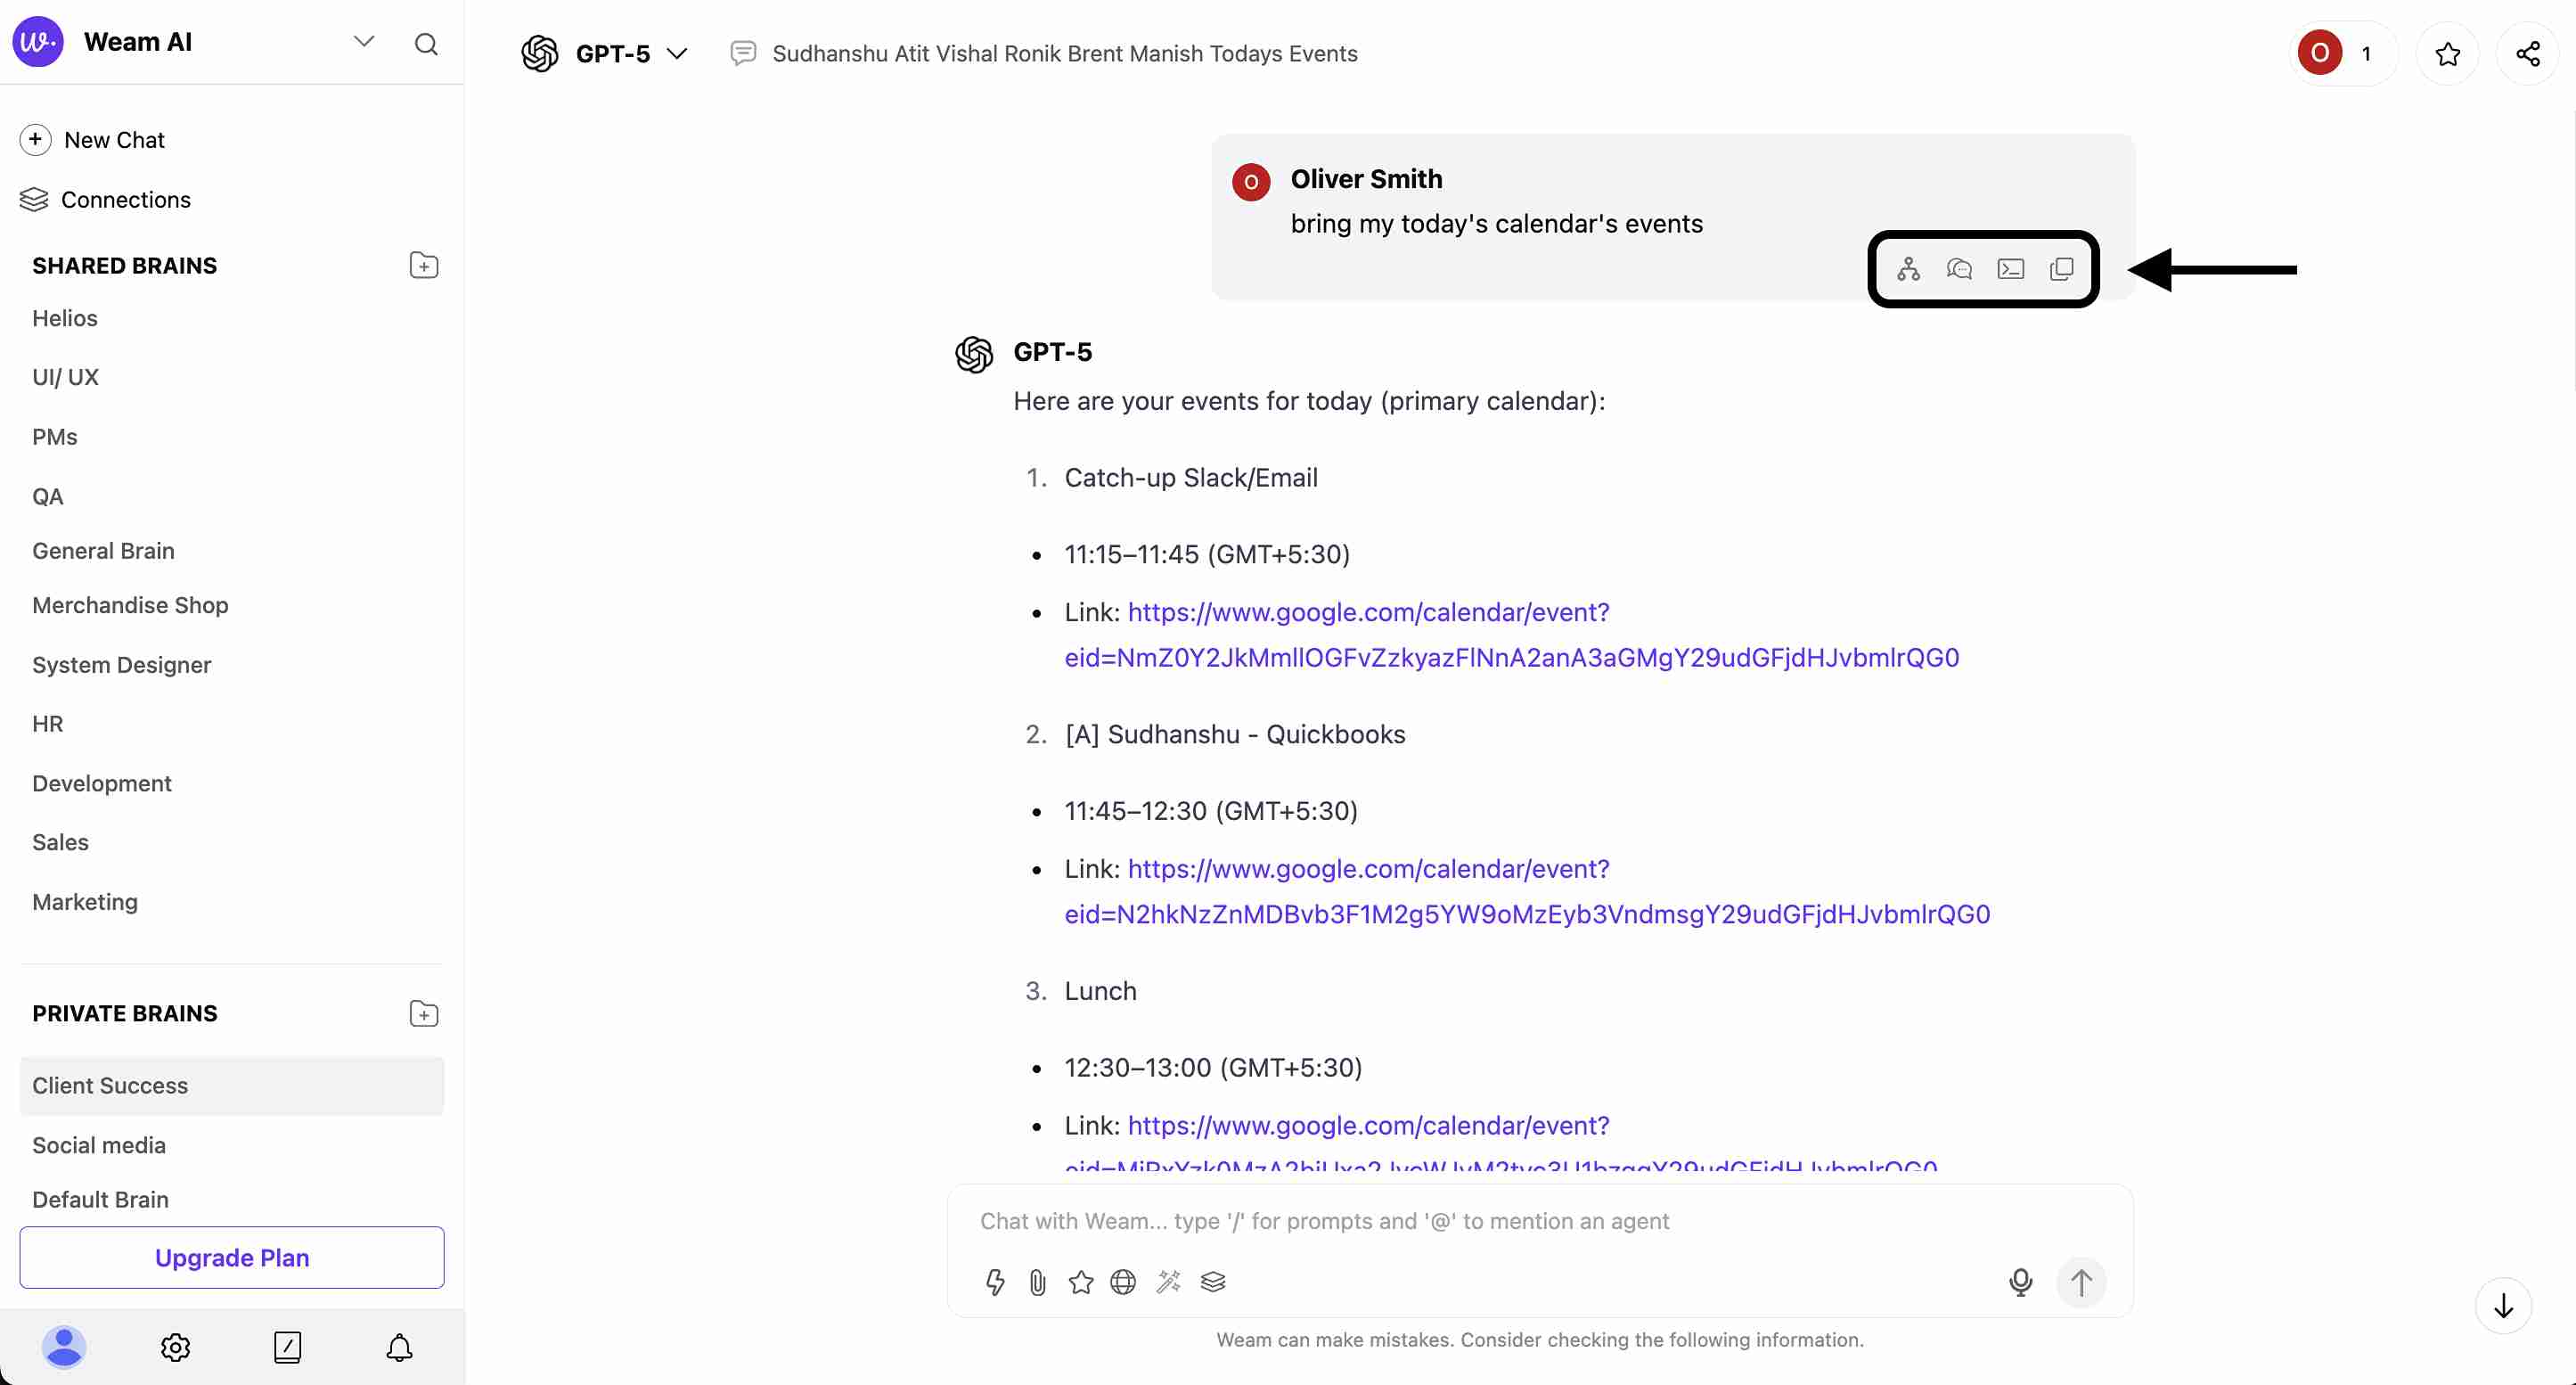 Weam AI
New Chat
Connections
SHARED BRAINS
Helios
UI/ UX
PMs
QA
General Brain
Merchandise Shop
System Designer
HR
Development
Sales
Marketing
PRIVATE BRAINS
Client Success
Social media
Default Brain
Upgrade Plan
GPT-5
Sudhanshu Atit Vishal Ronik Brent Manish Todays Events
O 1
O Oliver Smith
bring my today's calendar's events
GPT-5
Here are your events for today (primary calendar):
1. Catch-up Slack/Email
• 11:15–11:45 (GMT+5:30)
• Link: https://www.google.com/calendar/event?
eid=NmZ0Y2JkMmllOGFvZzkyazFlNnA2anA3aGMgY29udGFjdHJvbmlrQG0
2. [A] Sudhanshu - Quickbooks
• 11:45–12:30 (GMT+5:30)
• Link: https://www.google.com/calendar/event?
eid=N2hkNzZnMDBvb3F1M2g5YW9oMzEyb3VndmsgY29udGFjdHJvbmlrQG0
3. Lunch
• 12:30–13:00 (GMT+5:30)
• Link: https://www.google.com/calendar/event?
Chat with Weam... type '/' for prompts and '@' to mention an agent
Weam can make mistakes. Consider checking the following information.